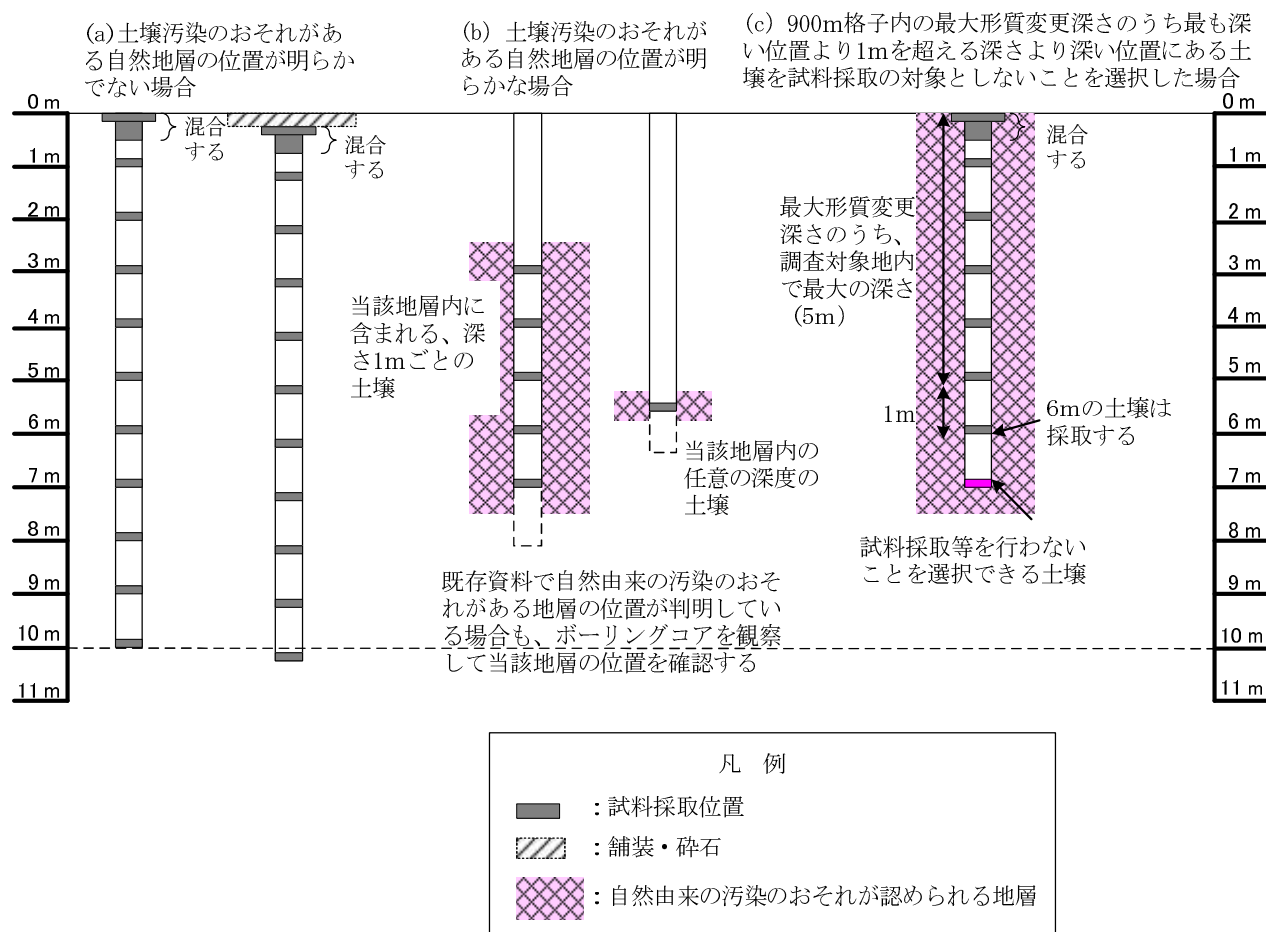 (a)土壌汚染のおそれがあ
る自然地層の位置が明らか
でない場合
(b) 土壌汚染のおそれが
ある自然地層の位置が明
らかな場合
(c) 900m格子内の最大形質変更深さのうち最も深
い位置より1mを超える深さより深い位置にある土
壌を試料採取の対象としないことを選択した場合
0 m
1 m
2 m
3 m
4 m
5 m
6 m
7 m
8 m
9 m
10 m
11 m
混合
する
混合
する
当該地層内に
含まれる、深
さ1mごとの
土壌
当該地層内の
任意の深度の
土壌
既存資料で自然由来の汚染のおそ
れがある地層の位置が判明してい
る場合も、ボーリングコアを観察
して当該地層の位置を確認する
混合
する
最大形質変更
深さのうち、
調査対象地内
で最大の深さ
(5m)
1m
6mの土壌は
採取する
試料採取等を行わない
ことを選択できる土壌
0 m
1 m
2 m
3 m
4 m
5 m
6 m
7 m
8 m
9 m
10 m
11 m
凡 例
：試料採取位置
：舗装・砕石
：自然由来の汚染のおそれが認められる地層